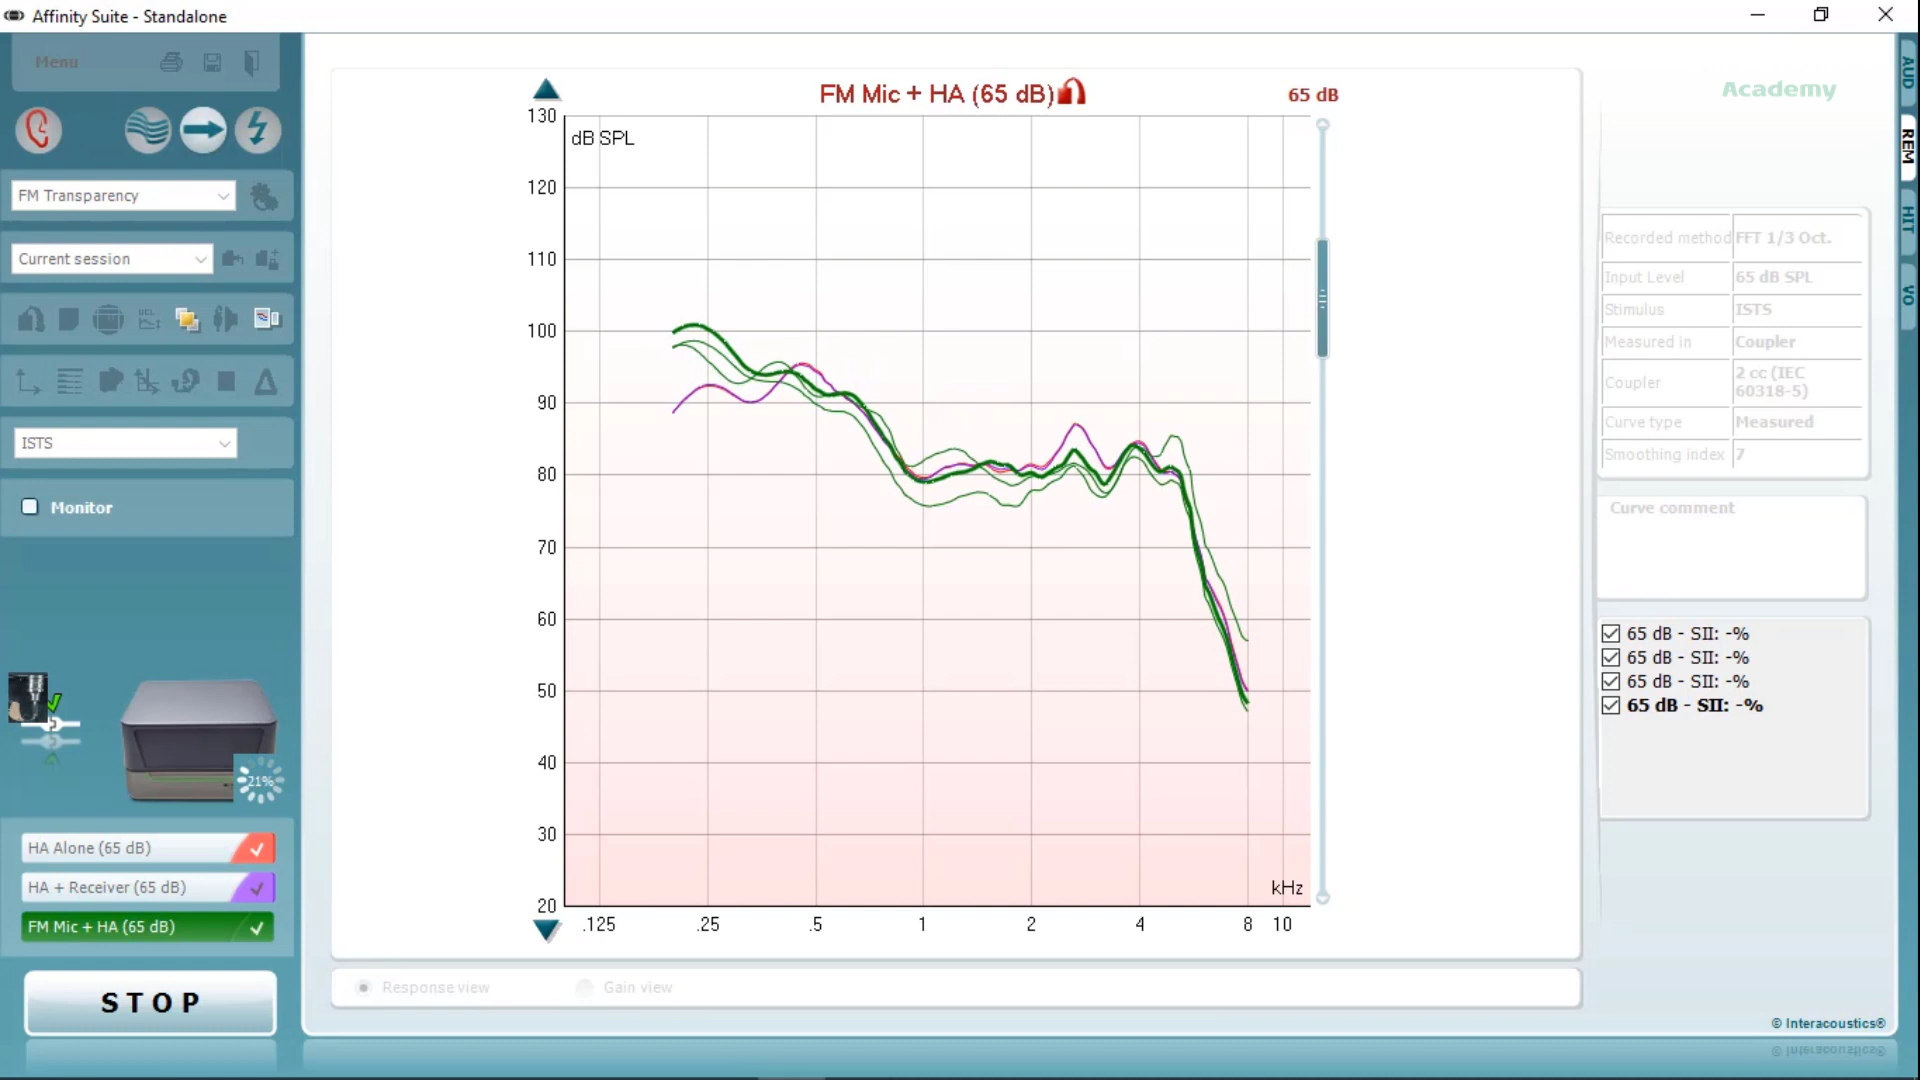 Affinity Suite - Standalone
Menu
FM Transparency
Current session
ISTS
Monitor
21%
HA Alone (65 dB)
HA + Receiver (65 dB)
FM Mic + HA (65 dB)
STOP
FM Mic + HA (65 dB)
65 dB
dB SPL
130
120
110
100
90
80
70
60
50
40
30
20
kHz
.125 .25 .5 1 2 4 8 10
Response view
Gain view
Academy
Recorded method FFT 1/3 Oct.
Input Level 65 dB SPL
Stimulus ISTS
Measured in Coupler
Coupler 2 cc (IEC
60318-5)
Curve type Measured
Smoothing index 7
Curve comment
65 dB - SII: -%
65 dB - SII: -%
65 dB - SII: -%
65 dB - SII: -%
© Interacoustics®
AUD
REM
HIT
VO